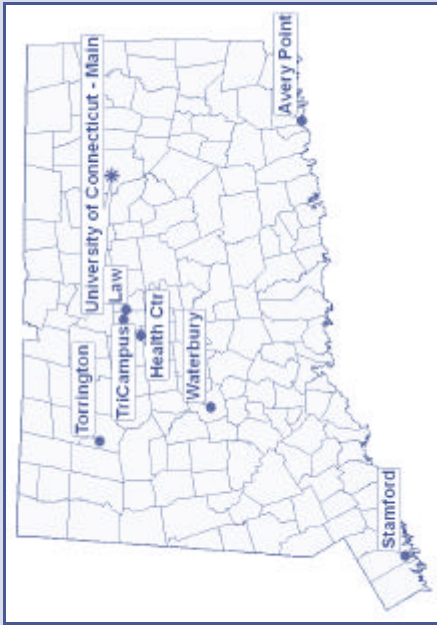 University of Connecticut - Main
Torrington
TriCampus
Law
Health Ctr
Waterbury
Avery Point
Stamford